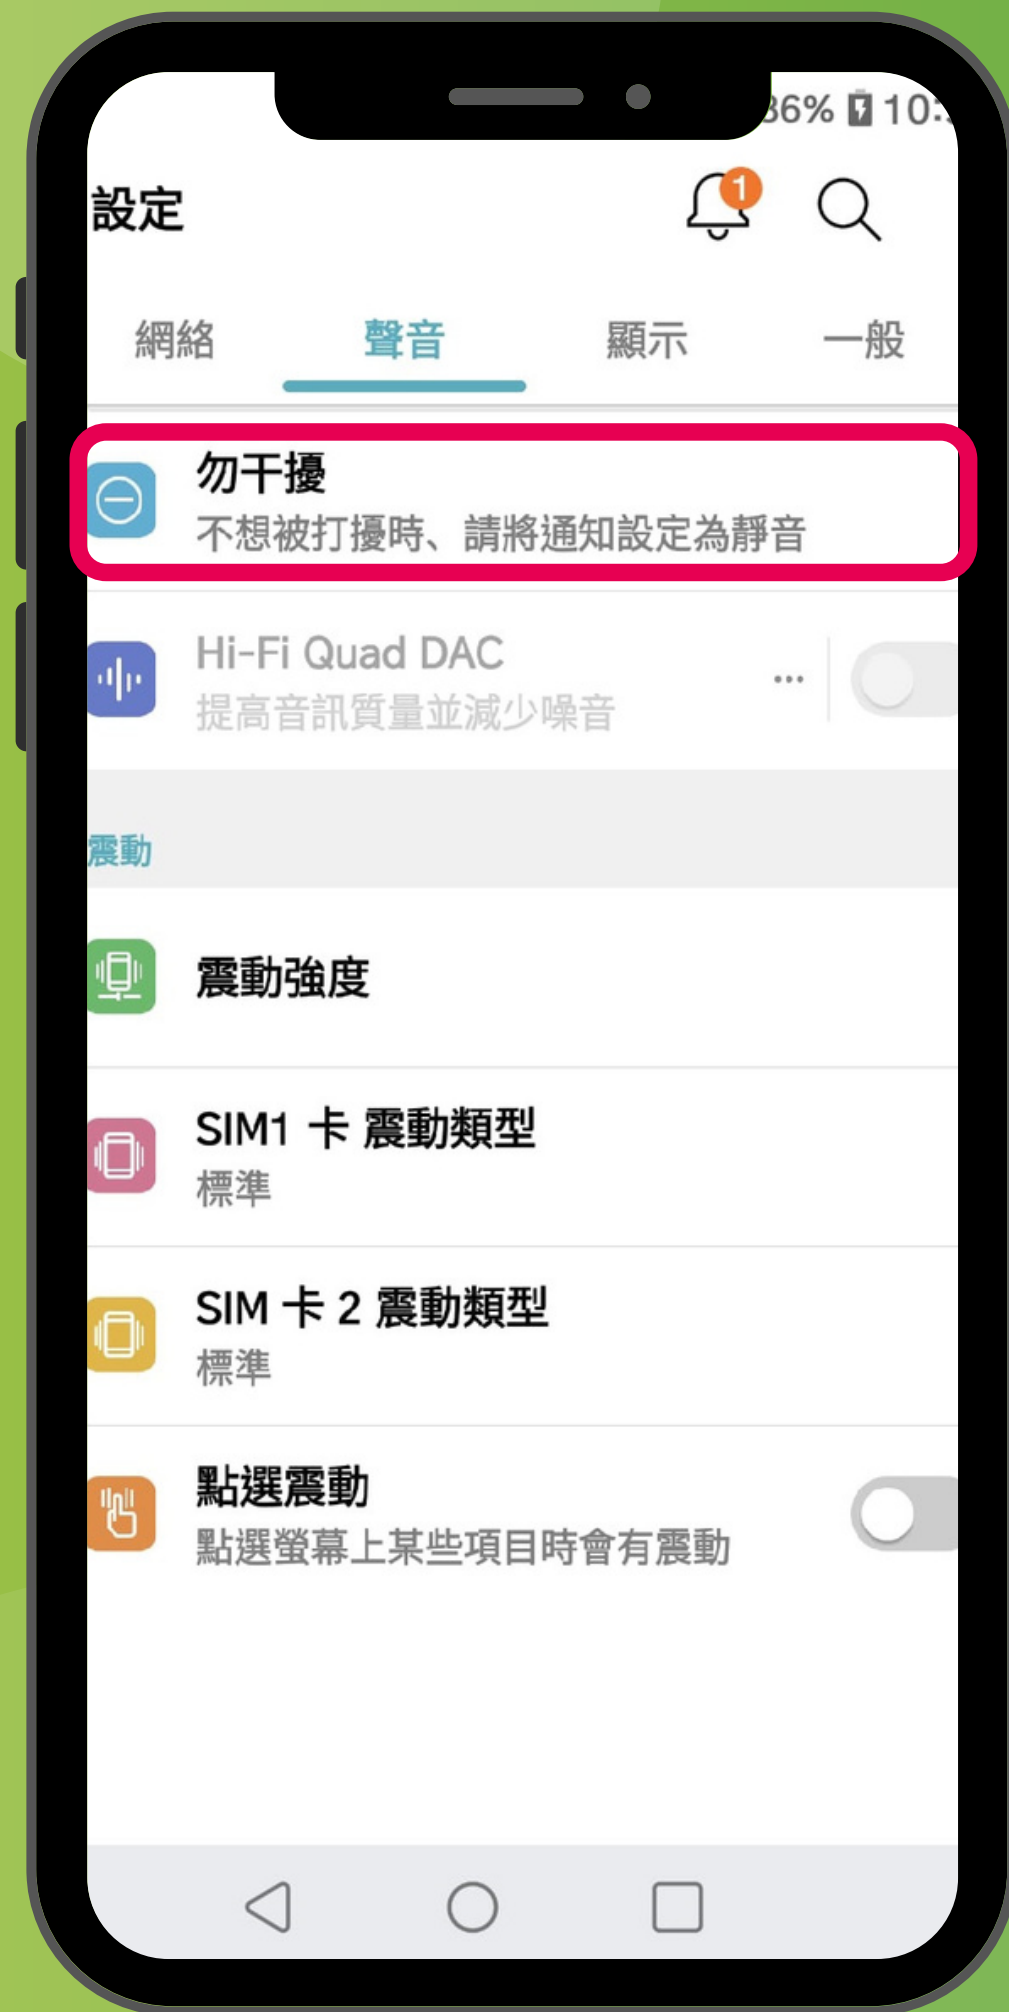 36% 10:
設定
1
網絡 聲音 顯示 一般
勿干擾
不想被打擾時、請將通知設定為靜音
Hi-Fi Quad DAC
提高音訊質量並減少噪音
震動
震動強度
SIM1 卡 震動類型
標準
SIM 卡 2 震動類型
標準
點選震動
點選螢幕上某些項目時會有震動